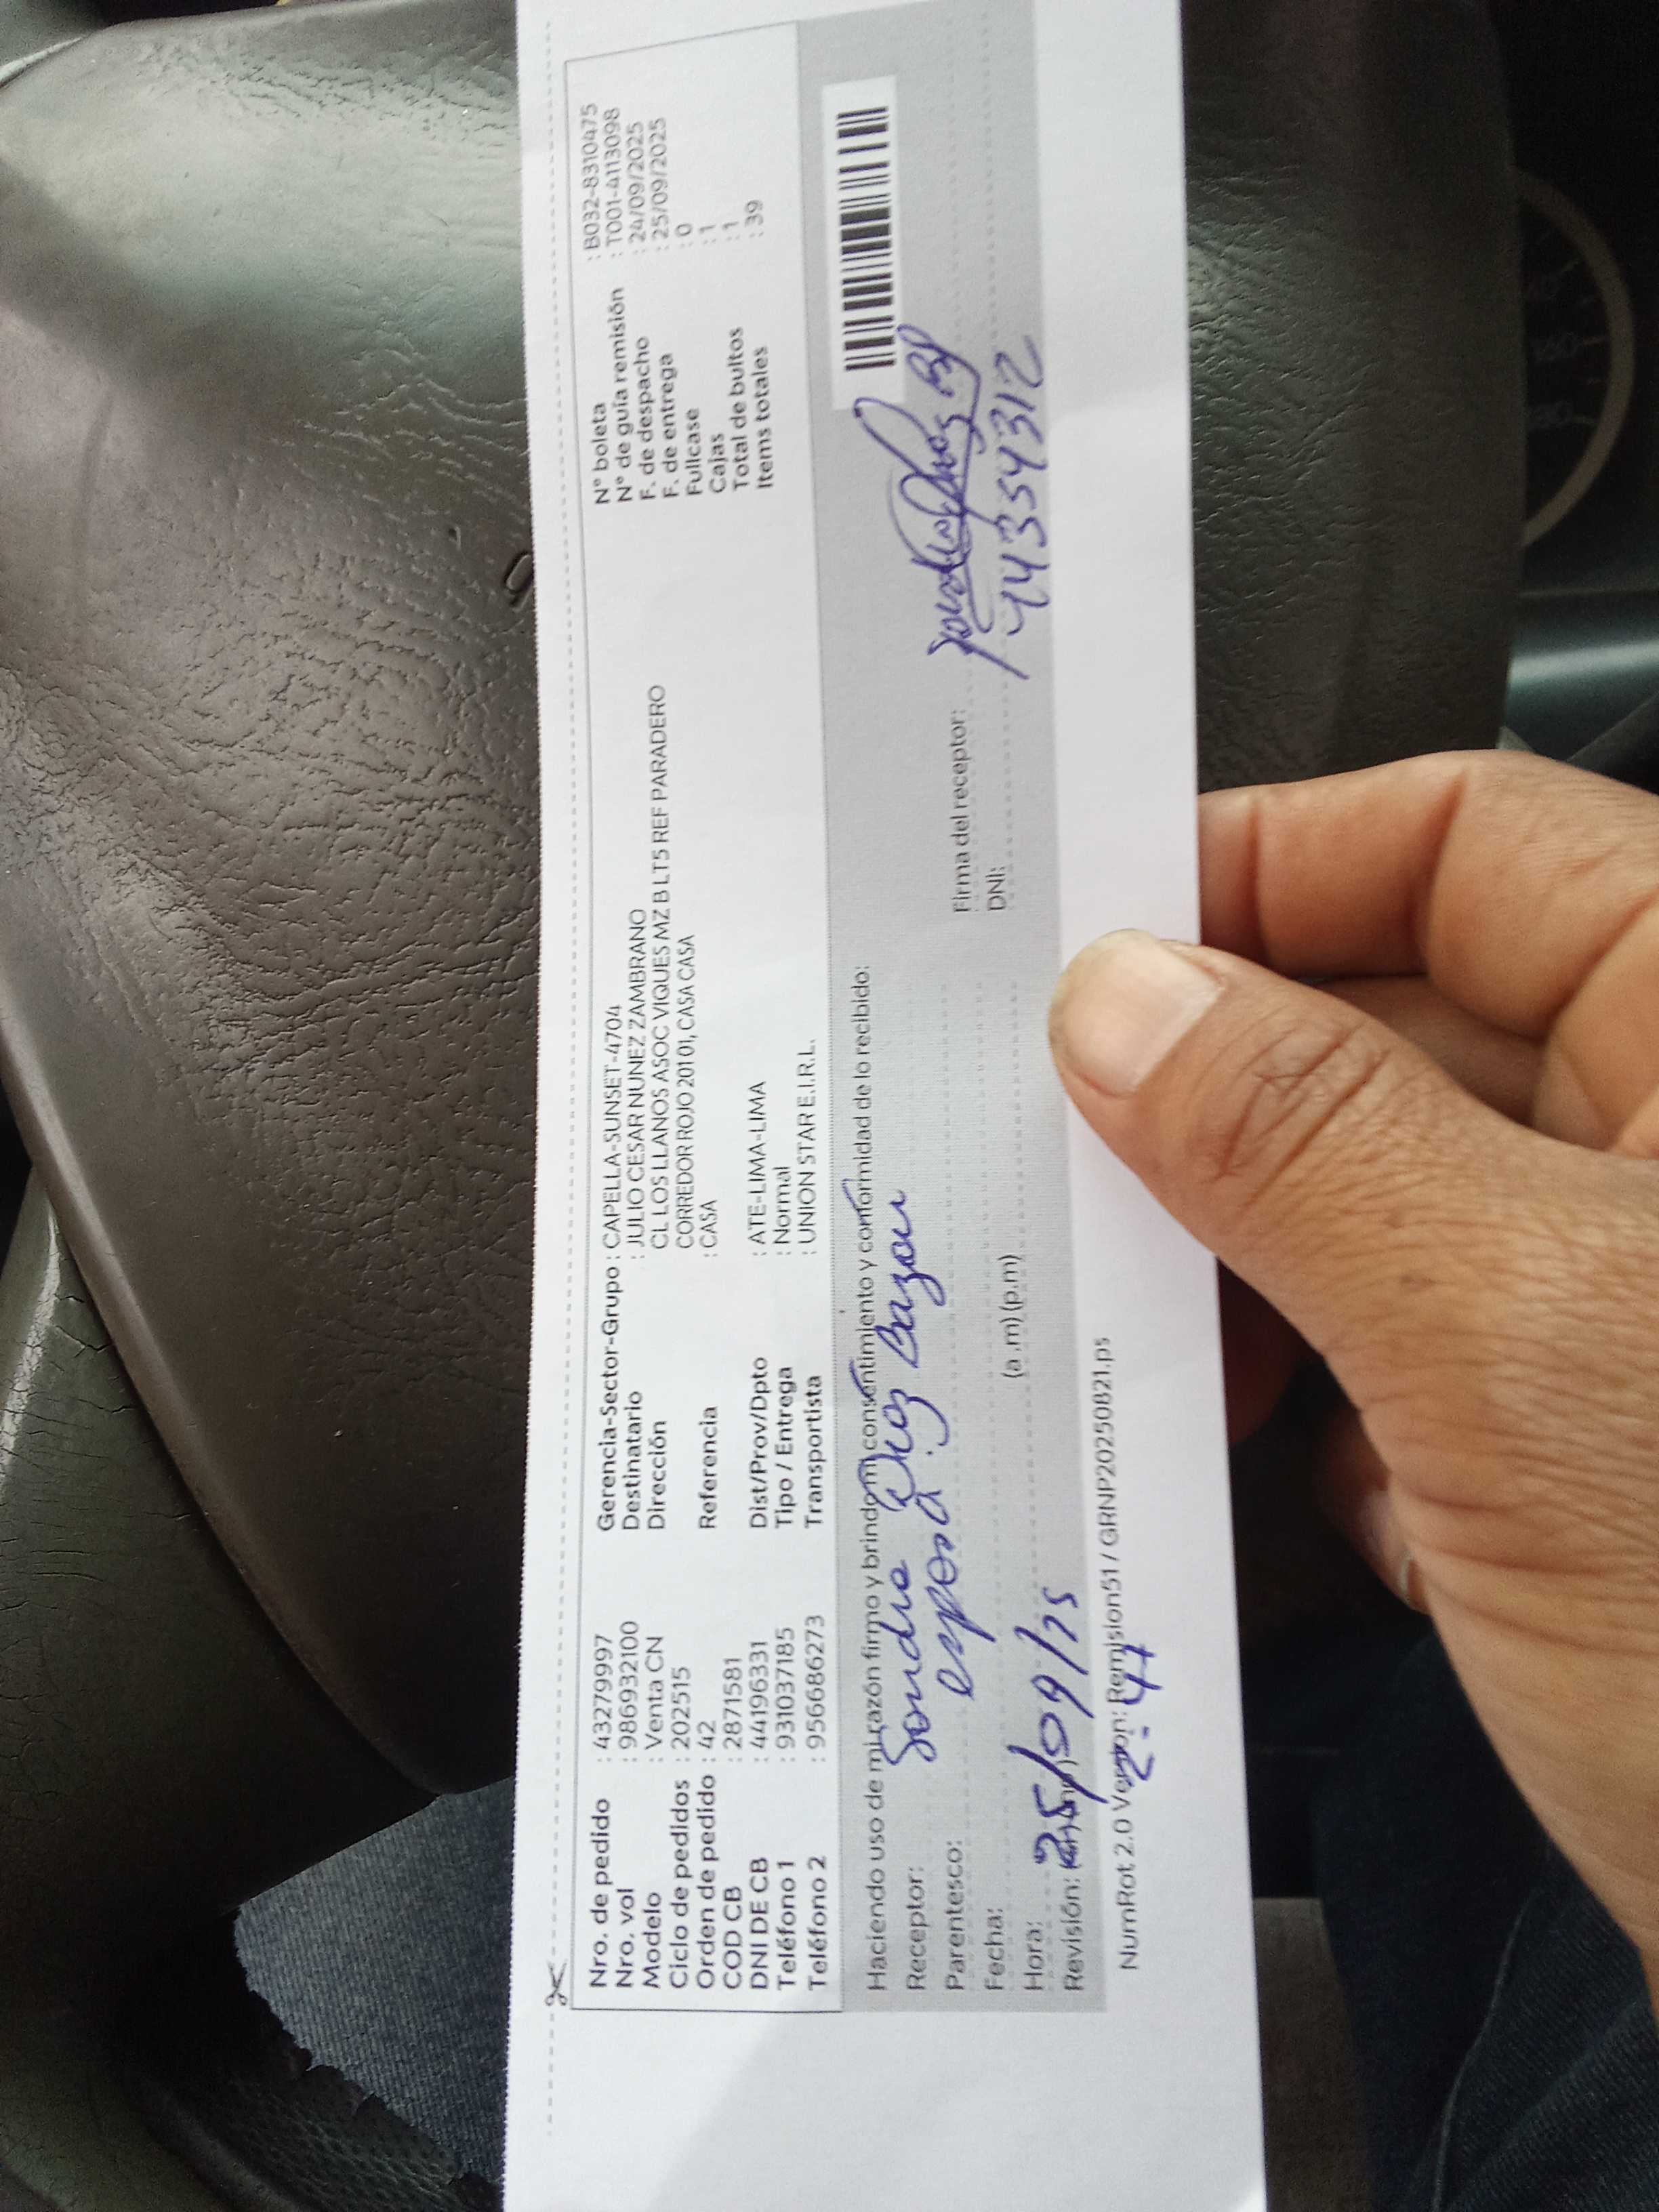 Nro. de pedido : 43279997
Nro, vol : 986932100
Modelo : Venta CN
Ciclo de pedidos : 202515
Orden de pedido : 42
COD CB : 2871581
DNI DE CB : 44196331
Teléfono 1 : 931037185
Teléfono 2 : 956686273
Gerencia-Sector-Grupo : CAPELLA-SUNSET-4704
Destinatario : JULIO CESAR NUNEZ ZAMBRANO
Dirección CL LOS LLANOS ASOC VIQUES MZ B LT5 REF PARADERO
CORREDOR ROJO 201 01, CASA CASA
Referencia : CASA
Dist/Prov/Dpto : ATE-LIMA-LIMA
Tipo / Entrega : Normal
Transportista : UNION STAR E.I.R.L.
N° boleta : B032-8310475
N° de guía remisión : T001-4113098
F. de despacho : 24/09/2025
F. de entrega : 25/09/2025
Fullcase : 0
Cajas : 1
Total de bultos : 1
Items totales : 39
Haciendo uso de mi razón firmo y brindo mi consentimiento y conformidad de lo recibido:
Receptor: Sandra Diaz Bazan
Parentesco: esposa
Fecha: 25/09/25
Hora: (a .m) (p.m)
Revisión:
2:47
Firma del receptor:
DNI: 44354312
NumRot 2.0 Version: Remision51 / GRNP20250821.ps